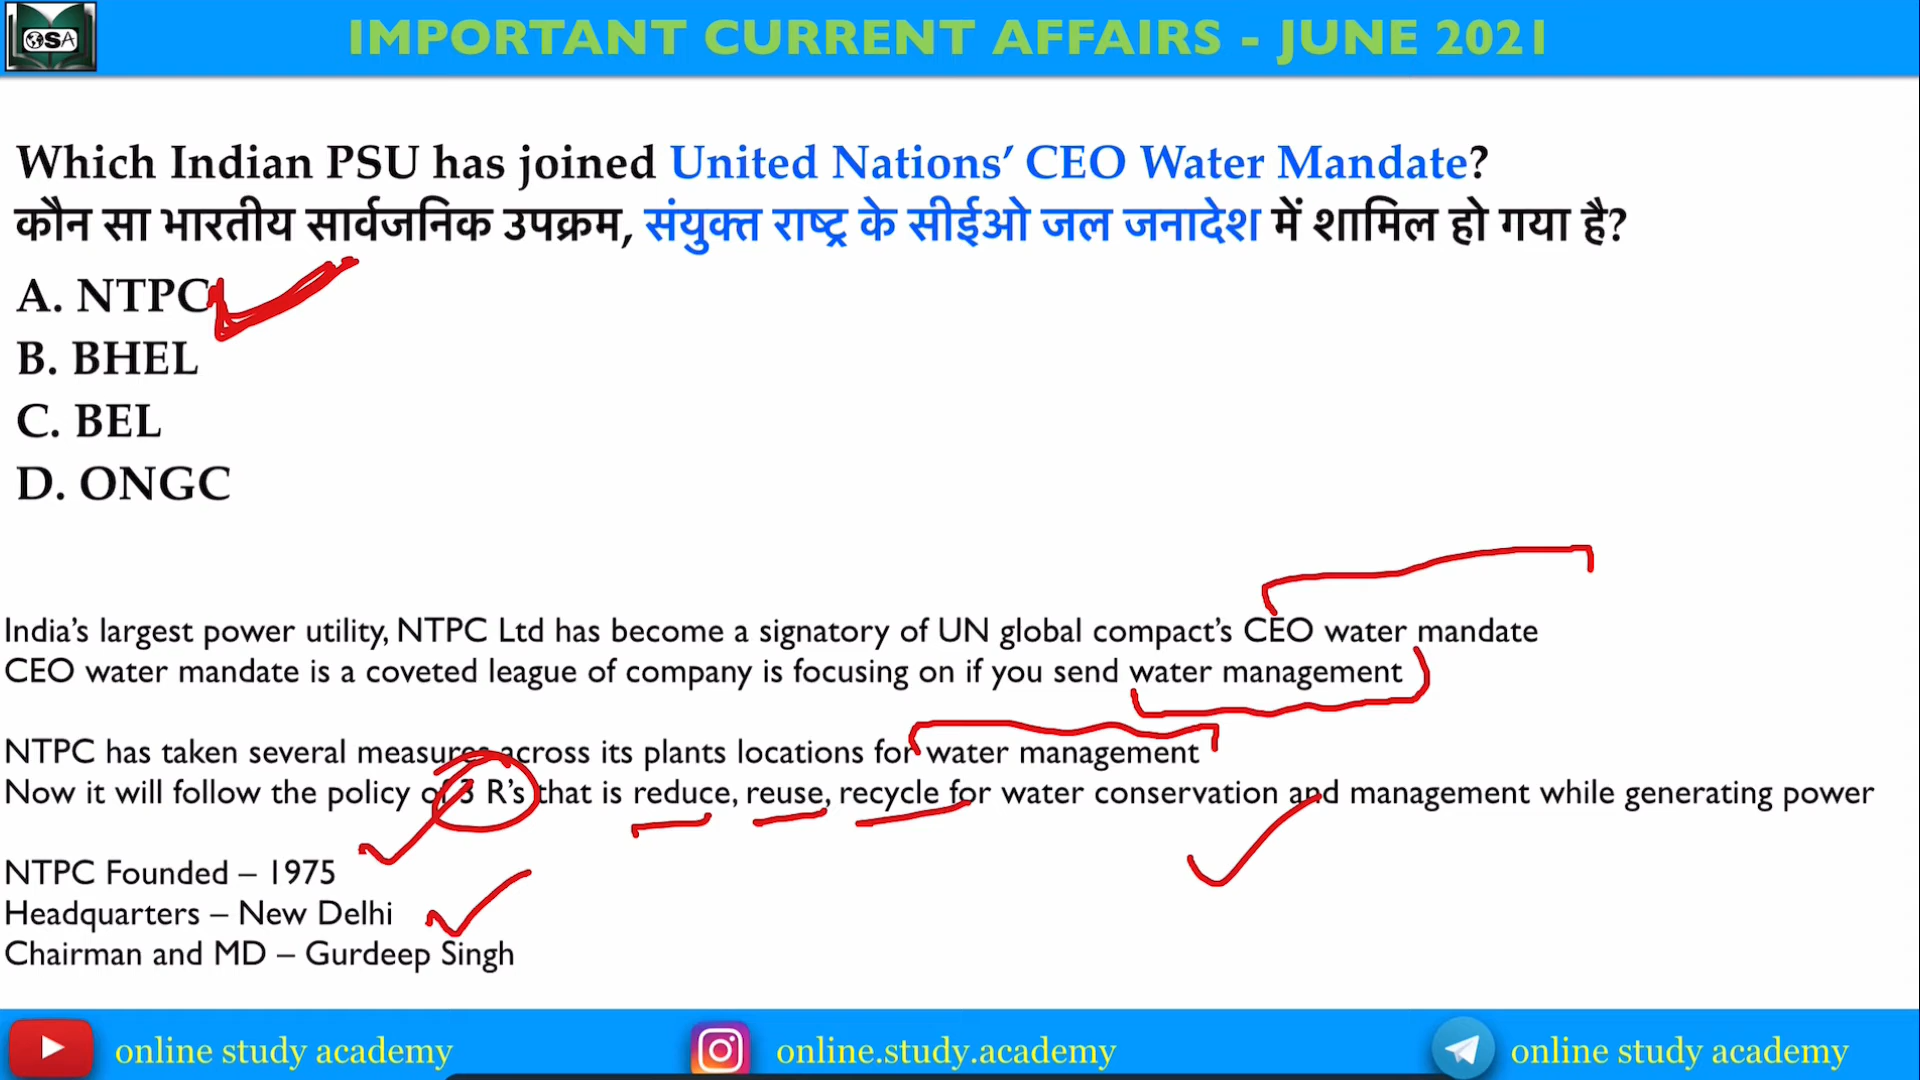 OSA
IMPORTANT CURRENT AFFAIRS - JUNE 2021
Which Indian PSU has joined United Nations’ CEO Water Mandate?
कौन सा भारतीय सार्वजनिक उपक्रम, संयुक्त राष्ट्र के सीईओ जल जनादेश में शामिल हो गया है?
A. NTPC
B. BHEL
C. BEL
D. ONGC
India’s largest power utility, NTPC Ltd has become a signatory of UN global compact’s CEO water mandate
CEO water mandate is a coveted league of company is focusing on if you send water management
NTPC has taken several measures across its plants locations for water management
Now it will follow the policy of 3 R’s that is reduce, reuse, recycle for water conservation and management while generating power
NTPC Founded – 1975
Headquarters – New Delhi
Chairman and MD – Gurdeep Singh
online study academy
online.study.academy
online study academy